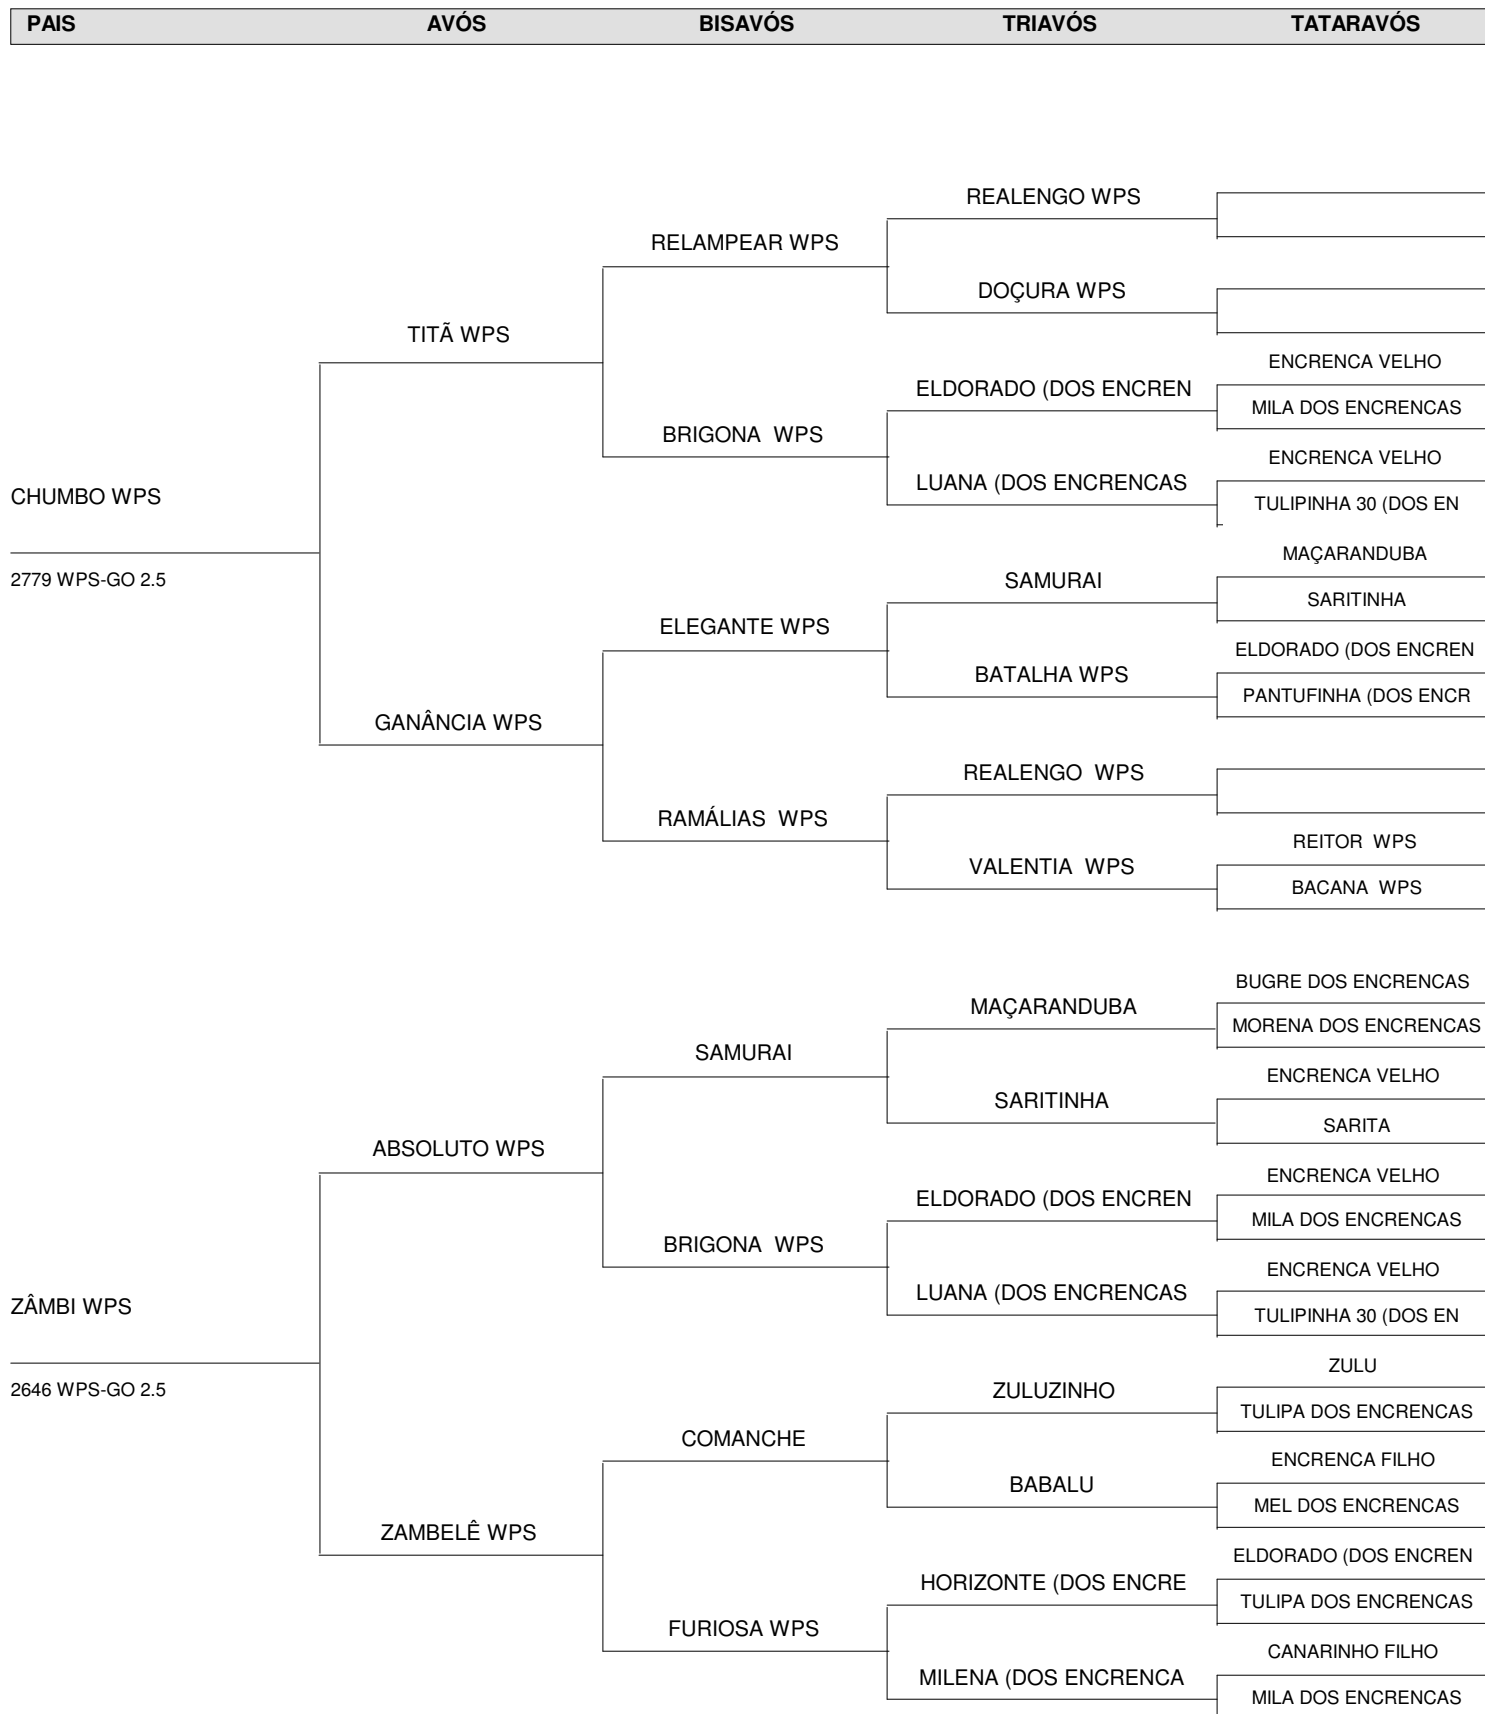 PAIS AVÓS BISAVÓS TRIAVÓS TATARAVÓS
REALENGO WPS
RELAMPEAR WPS
DOÇURA WPS
TITÃ WPS
ENCRENCA VELHO
ELDORADO (DOS ENCREN
MILA DOS ENCRENCAS
BRIGONA  WPS
ENCRENCA VELHO
LUANA (DOS ENCRENCAS
TULIPINHA 30 (DOS EN
CHUMBO WPS
2779 WPS-GO 2.5
MAÇARANDUBA
SAMURAI
SARITINHA
ELEGANTE WPS
ELDORADO (DOS ENCREN
BATALHA WPS
PANTUFINHA (DOS ENCR
GANÂNCIA WPS
REALENGO  WPS
RAMÁLIAS  WPS
REITOR  WPS
VALENTIA  WPS
BACANA  WPS
BUGRE DOS ENCRENCAS
MAÇARANDUBA
MORENA DOS ENCRENCAS
SAMURAI
ENCRENCA VELHO
SARITINHA
SARITA
ABSOLUTO WPS
ENCRENCA VELHO
ELDORADO (DOS ENCREN
MILA DOS ENCRENCAS
BRIGONA  WPS
ENCRENCA VELHO
LUANA (DOS ENCRENCAS
TULIPINHA 30 (DOS EN
ZÂMBI WPS
2646 WPS-GO 2.5
ZULU
ZULUZINHO
TULIPA DOS ENCRENCAS
COMANCHE
ENCRENCA FILHO
BABALU
MEL DOS ENCRENCAS
ZAMBELÊ WPS
ELDORADO (DOS ENCREN
HORIZONTE (DOS ENCRE
TULIPA DOS ENCRENCAS
FURIOSA WPS
CANARINHO FILHO
MILENA (DOS ENCRENCA
MILA DOS ENCRENCAS